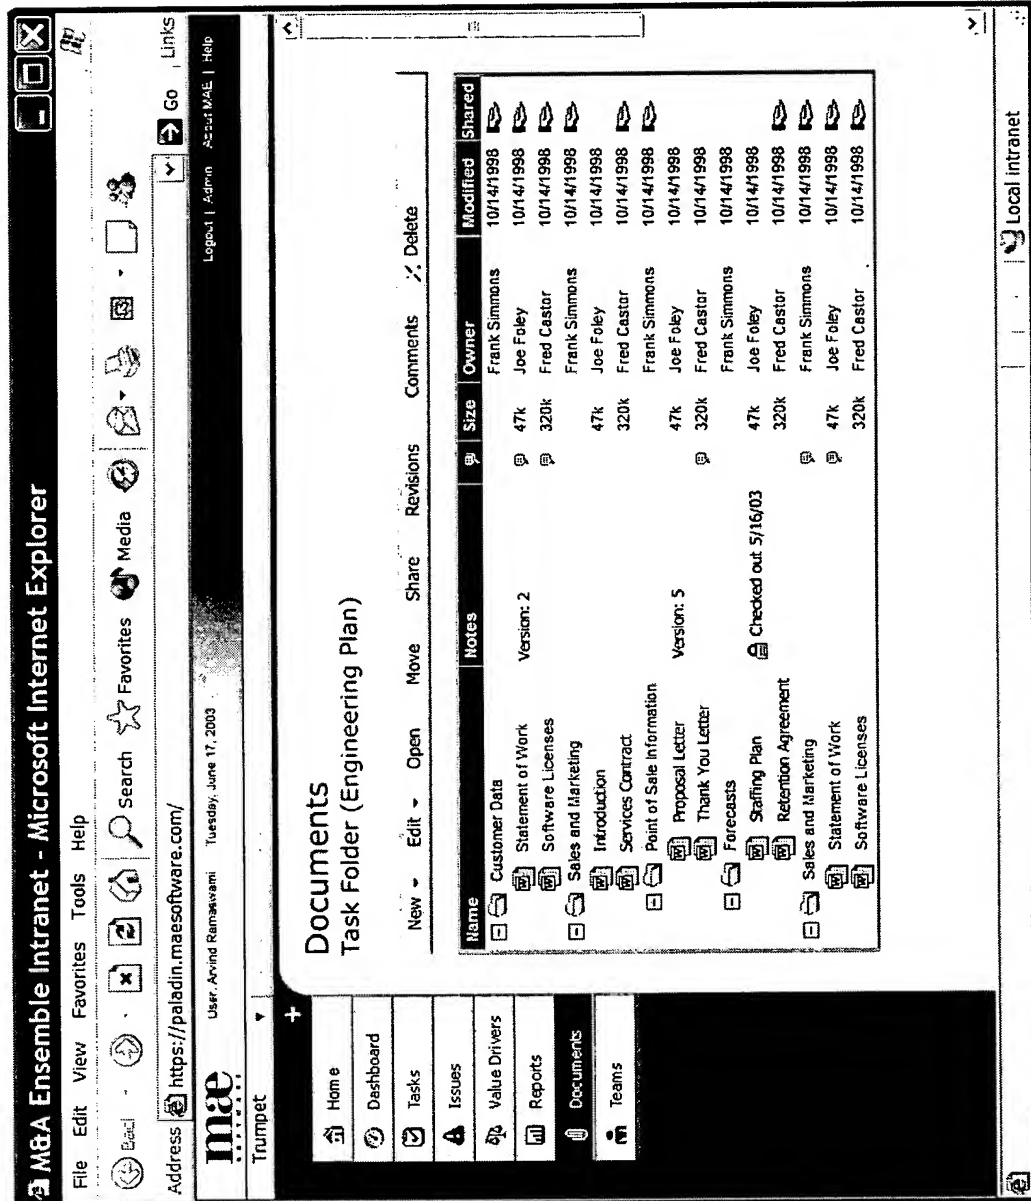 M&A Ensemble Intranet - Microsoft Internet Explorer
File Edit View Favorites Tools Help
Back Search Favorites Media
Address https://paladin.maesoftware.com/ Go Links
mae User: Arvind Ramaswami Tuesday, June 17, 2003 Logout | Admin | About MAE | Help
SOFTWARE
Trumpet
Home
Dashboard
Tasks
Issues
Value Drivers
Reports
Documents
Teams
Documents
Task Folder (Engineering Plan)
New Edit Open Move Share Revisions Comments Delete
Name Notes Size Owner Modified Shared
Customer Data Frank Simmons 10/14/1998
Statement of Work Version: 2 47k Joe Foley 10/14/1998
Software Licenses 320k Fred Castor 10/14/1998
Sales and Marketing Frank Simmons 10/14/1998
Introduction 47k Joe Foley 10/14/1998
Services Contract 320k Fred Castor 10/14/1998
Point of Sale Information Frank Simmons 10/14/1998
Proposal Letter Version: 5 47k Joe Foley 10/14/1998
Thank You Letter 320k Fred Castor 10/14/1998
Forecasts Frank Simmons 10/14/1998
Staffing Plan Checked out 5/16/03 47k Joe Foley 10/14/1998
Retention Agreement 320k Fred Castor 10/14/1998
Sales and Marketing Frank Simmons 10/14/1998
Statement of Work 47k Joe Foley 10/14/1998
Software Licenses 320k Fred Castor 10/14/1998
Local intranet